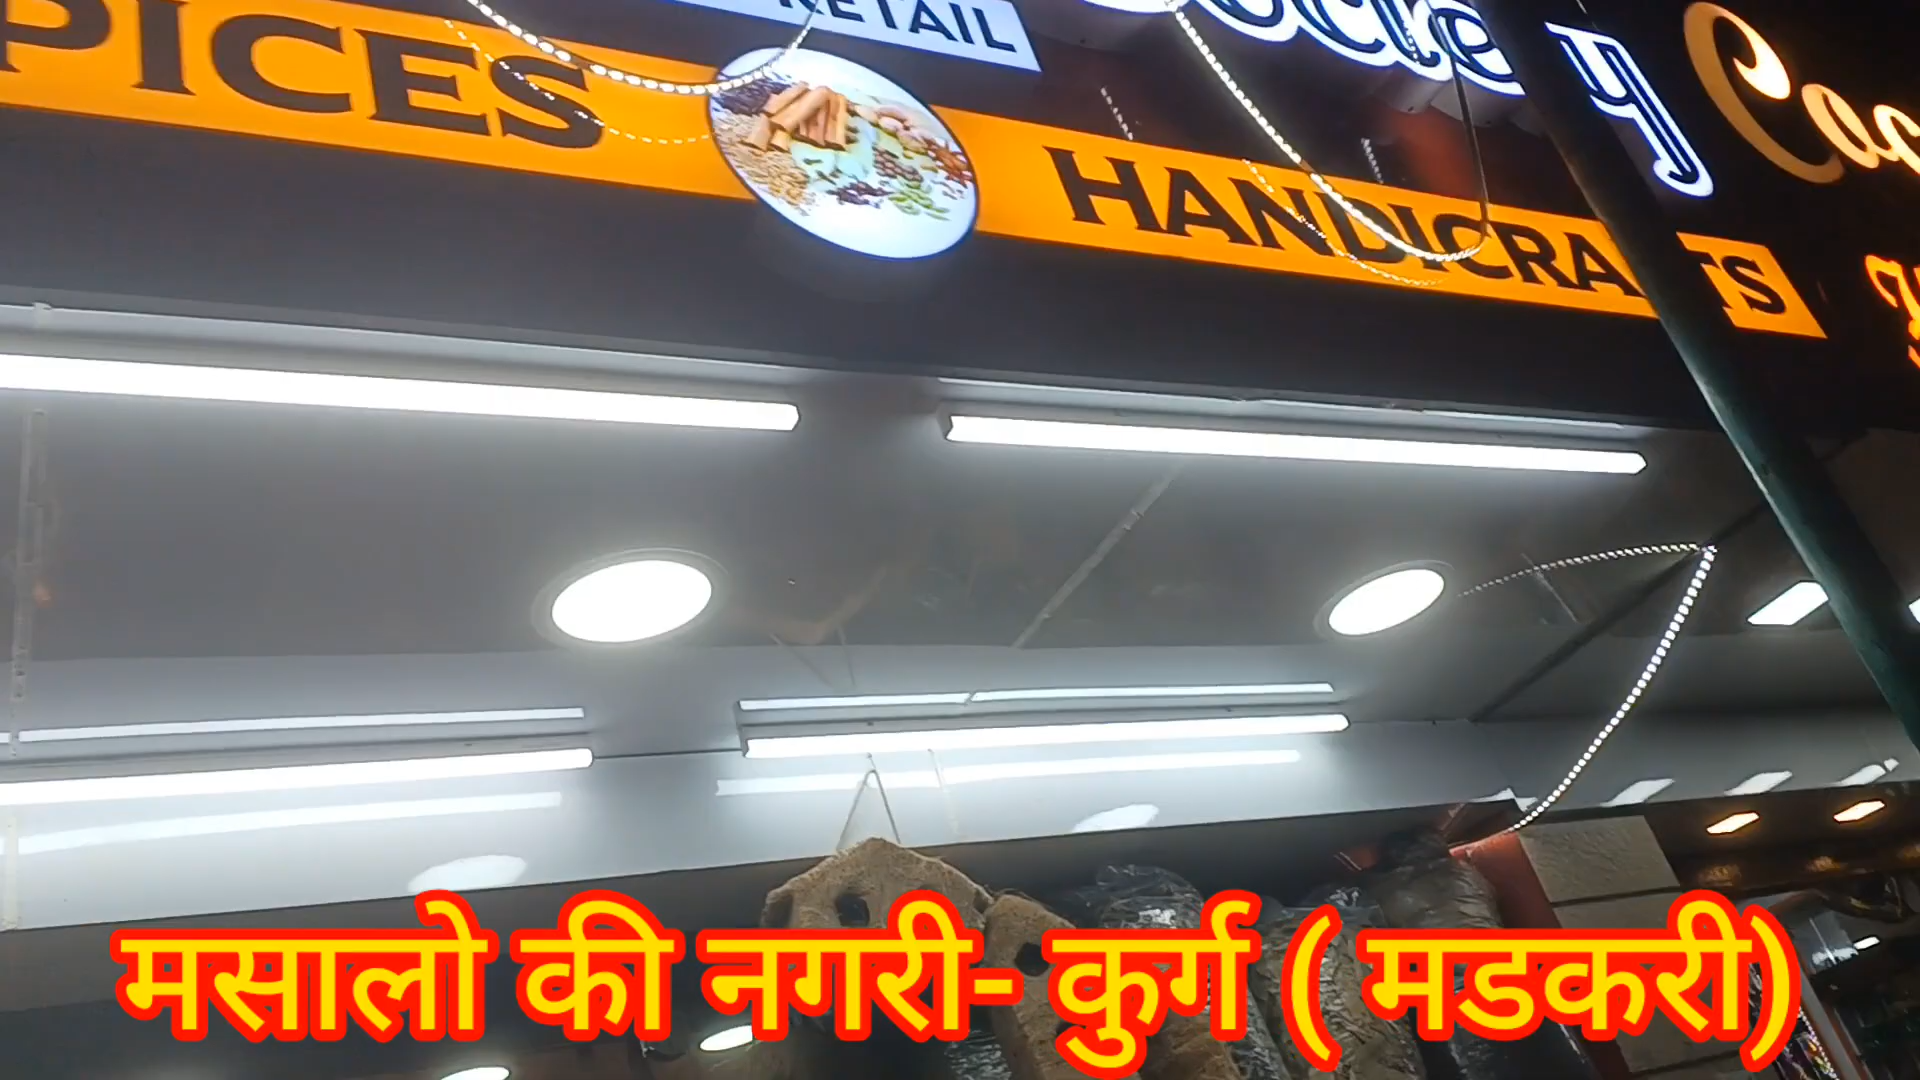 RETAIL
PICES HANDICRAFTS
मसालो की नगरी- कुर्ग ( मडकरी)